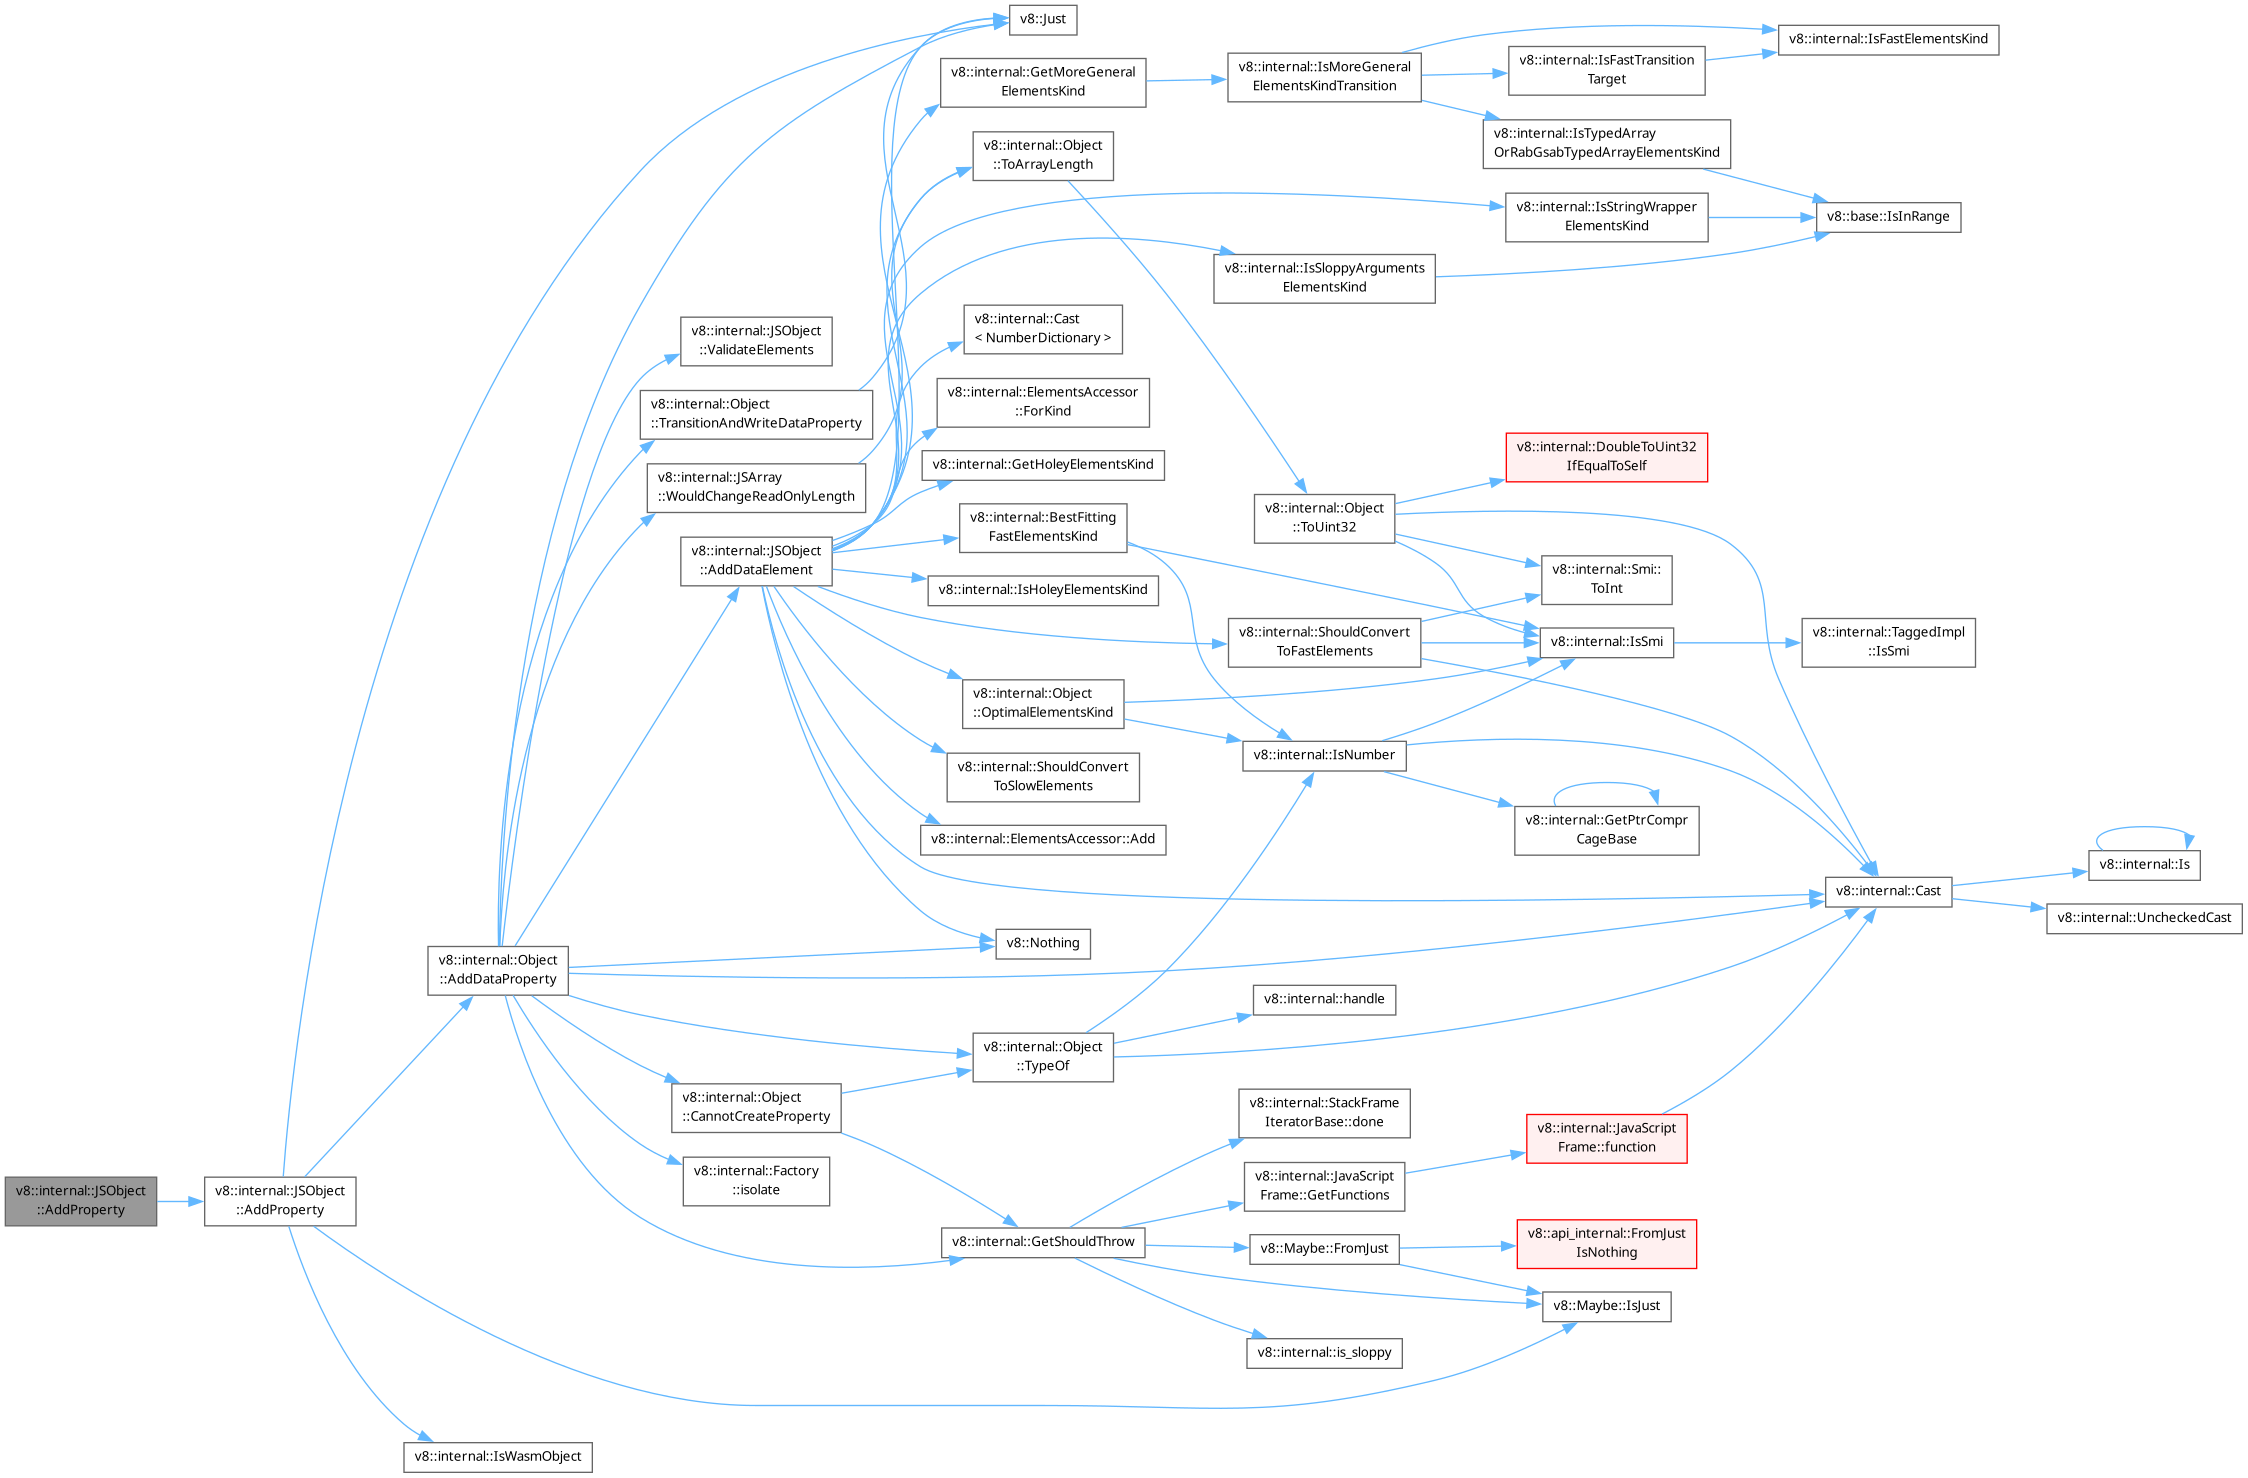 v8::internal::JSObject
::AddProperty
v8::internal::JSObject
::AddProperty
v8::Just
v8::internal::Object
::AddDataProperty
v8::internal::IsWasmObject
v8::internal::JSObject
::ValidateElements
v8::internal::Object
::TransitionAndWriteDataProperty
v8::internal::JSArray
::WouldChangeReadOnlyLength
v8::internal::JSObject
::AddDataElement
v8::internal::Object
::CannotCreateProperty
v8::internal::Factory
::isolate
v8::internal::GetMoreGeneral
ElementsKind
v8::internal::Object
::ToArrayLength
v8::internal::Cast
< NumberDictionary >
v8::internal::ElementsAccessor
::ForKind
v8::internal::GetHoleyElementsKind
v8::internal::BestFitting
FastElementsKind
v8::internal::IsHoleyElementsKind
v8::internal::Object
::OptimalElementsKind
v8::internal::ShouldConvert
ToSlowElements
v8::internal::ElementsAccessor::Add
v8::Nothing
v8::internal::Object
::TypeOf
v8::internal::GetShouldThrow
v8::internal::IsMoreGeneral
ElementsKindTransition
v8::internal::IsSloppyArguments
ElementsKind
v8::internal::Object
::ToUint32
v8::internal::ShouldConvert
ToFastElements
v8::internal::IsNumber
v8::internal::handle
v8::internal::StackFrame
IteratorBase::done
v8::internal::JavaScript
Frame::GetFunctions
v8::Maybe::FromJust
v8::internal::is_sloppy
v8::internal::IsFastTransition
Target
v8::internal::IsTypedArray
OrRabGsabTypedArrayElementsKind
v8::internal::IsStringWrapper
ElementsKind
v8::internal::DoubleToUint32
IfEqualToSelf
v8::internal::Smi::
ToInt
v8::internal::IsSmi
v8::internal::GetPtrCompr
CageBase
v8::internal::JavaScript
Frame::function
v8::api_internal::FromJust
IsNothing
v8::Maybe::IsJust
v8::internal::IsFastElementsKind
v8::base::IsInRange
v8::internal::TaggedImpl
::IsSmi
v8::internal::Cast
v8::internal::Is
v8::internal::UncheckedCast